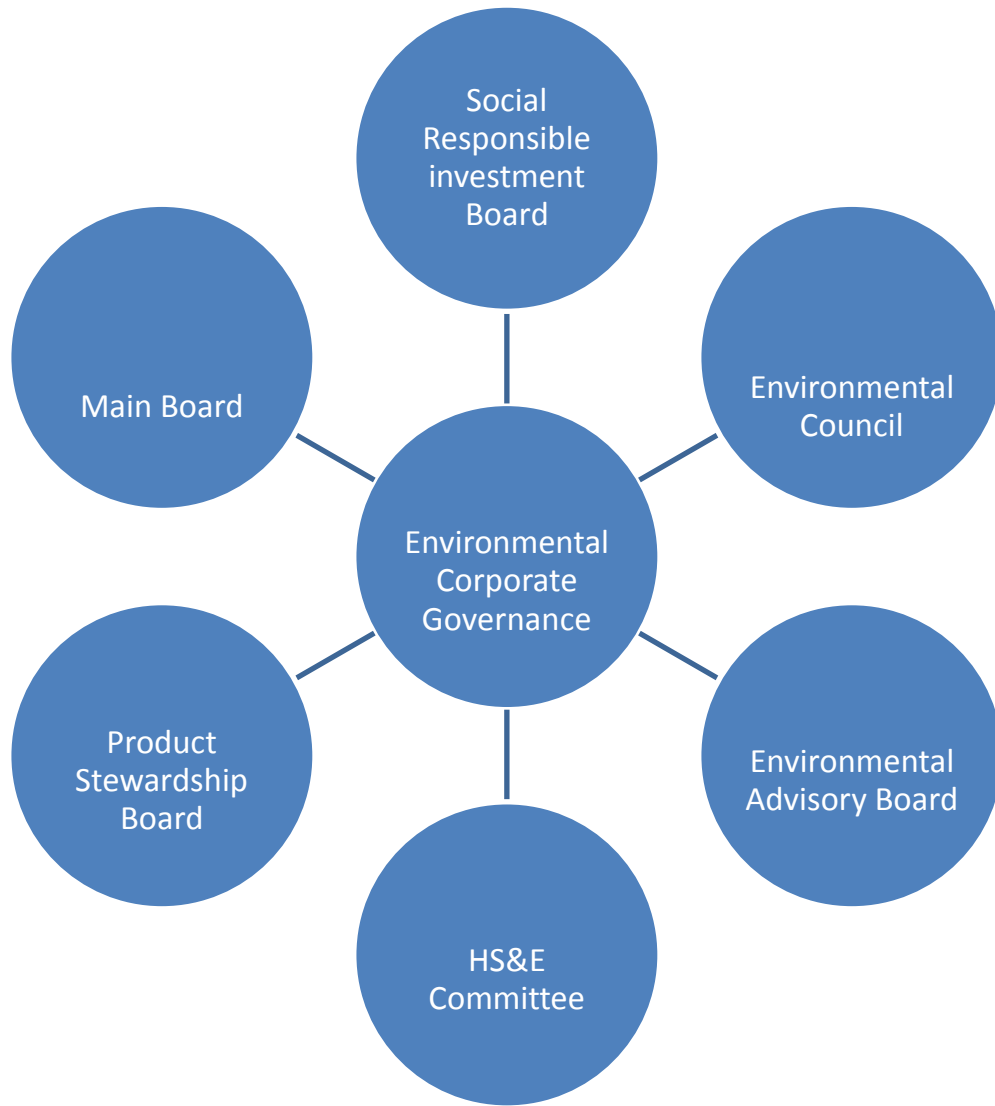 Social
Responsible
investment
Board
Main Board
Environmental
Council
Environmental
Corporate
Governance
Product
Stewardship
Board
Environmental
Advisory Board
HS&E
Committee